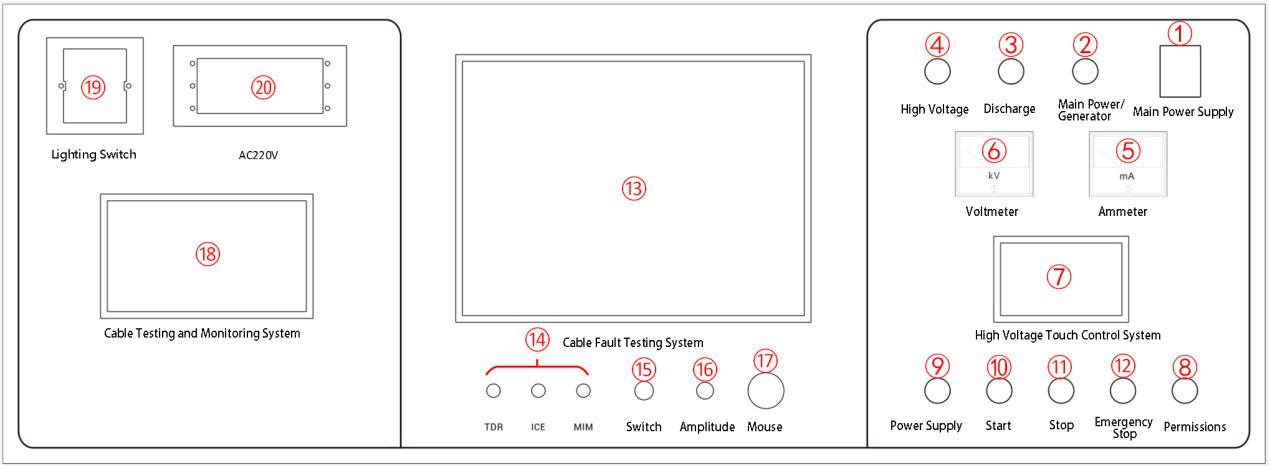 ⑲
Lighting Switch
⑳
AC220V
⑱
Cable Testing and Monitoring System
⑬
Cable Fault Testing System
⑭
TDR ICE MIM
⑮
Switch
⑯
Amplitude
⑰
Mouse
④ ③ ② ①
High Voltage
Discharge
Main Power/
Generator
Main Power Supply
⑥
kV
Voltmeter
⑤
mA
Ammeter
⑦
High Voltage Touch Control System
⑨ ⑩ ⑪ ⑫ ⑧
Power Supply
Start
Stop
Emergency
Stop
Permissions